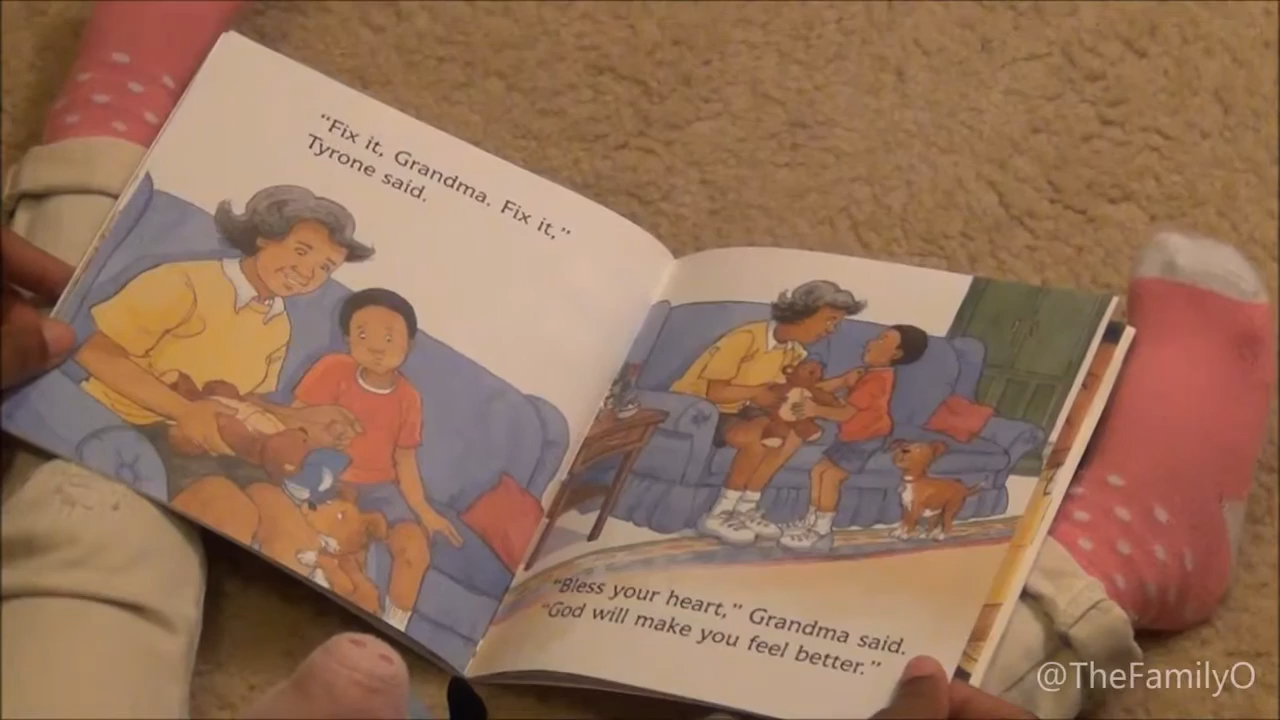 "Fix it, Grandma. Fix it,"
Tyrone said.
"Bless your heart," Grandma said.
"God will make you feel better."
@TheFamilyO